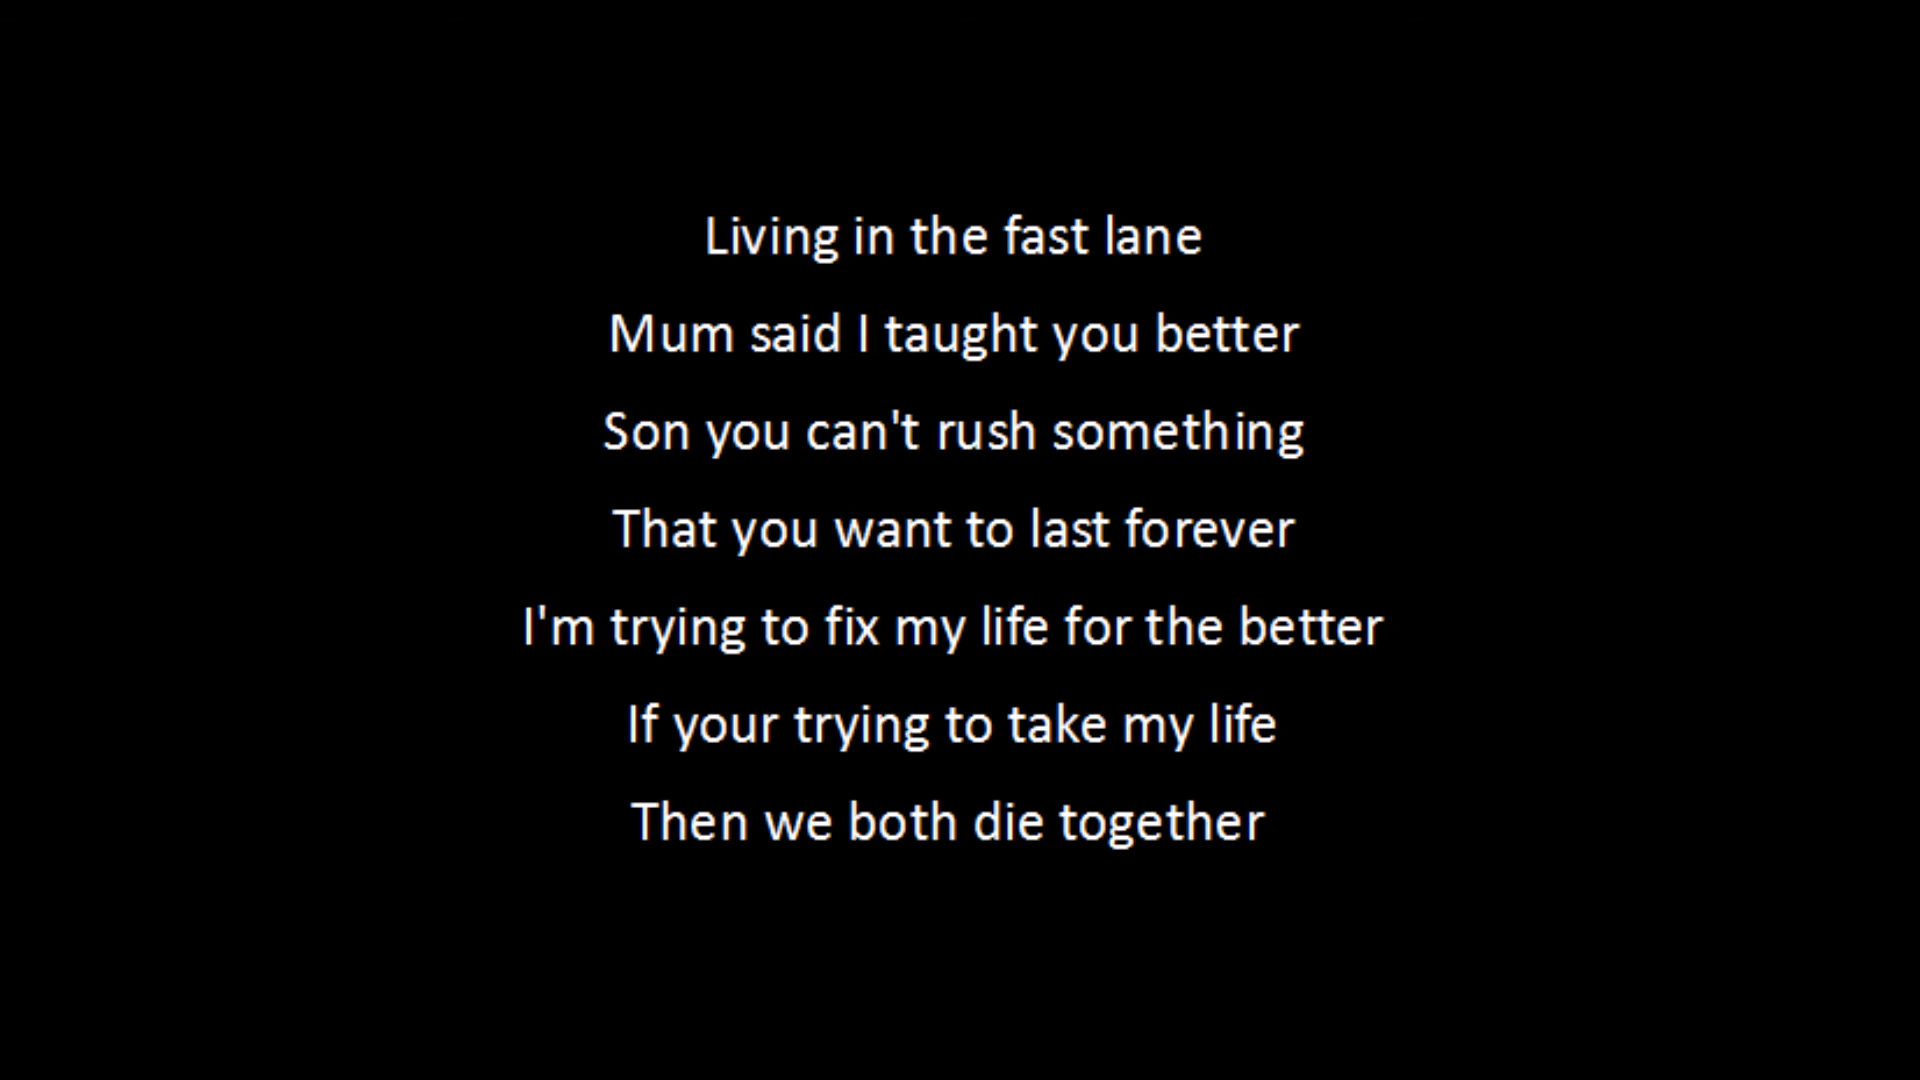 Living in the fast lane
Mum said I taught you better
Son you can't rush something
That you want to last forever
I'm trying to fix my life for the better
If your trying to take my life
Then we both die together